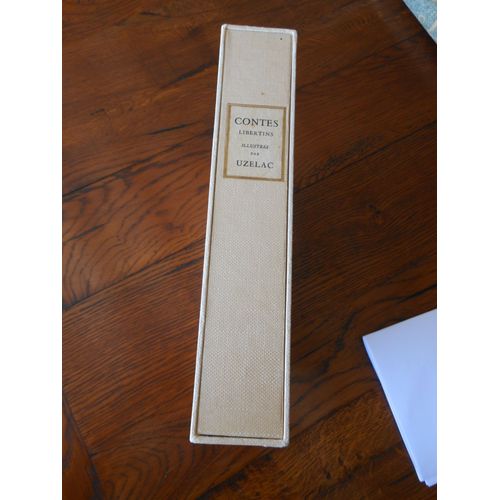 CONTES
LIBERTINS
ILLUSTRÉS
PAR
UZELAC